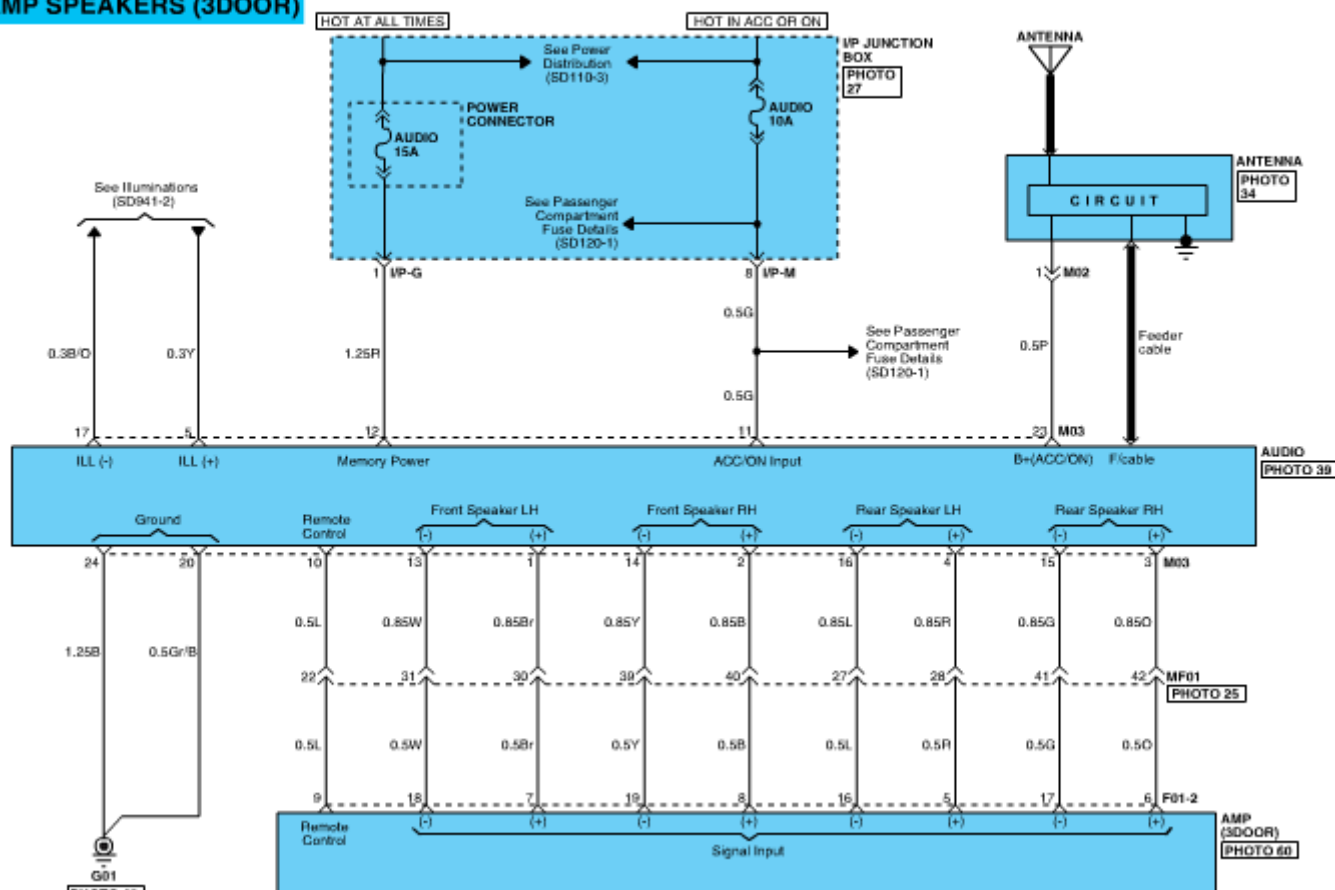 MP SPEAKERS (3DOOR)
HOT AT ALL TIMES
HOT IN ACC OR ON
See Power
Distribution
(SD110-3)
I/P JUNCTION
BOX
PHOTO
27
ANTENNA
POWER
CONNECTOR
AUDIO
15A
AUDIO
10A
See Passenger
Compartment
Fuse Details
(SD120-1)
See Illuminations
(SD941-2)
ANTENNA
PHOTO
34
CIRCUIT
1 I/P-G
8 I/P-M
1 M02
0.3B/O
0.3Y
1.25R
0.5G
0.5G
See Passenger
Compartment
Fuse Details
(SD120-1)
0.5P
Feeder
cable
17 5 12 11 23 M03
ILL (-) ILL (+) Memory Power ACC/ON Input B+(ACC/ON) F/cable
AUDIO
PHOTO 39
Ground
Remote
Control
Front Speaker LH
Front Speaker RH
Rear Speaker LH
Rear Speaker RH
(-) (+) (-) (+) (-) (+) (-) (+)
24 20 10 13 1 14 2 16 4 15 3 M03
0.5L 0.85W 0.85Br 0.85Y 0.85B 0.85L 0.85R 0.85G 0.85O
1.25B 0.5Gr/B
22 31 30 39 40 27 28 41 42 MF01
PHOTO 25
0.5L 0.5W 0.5Br 0.5Y 0.5B 0.5L 0.5R 0.5G 0.5O
9 18 7 19 8 16 5 17 6 F01-2
Remote
Control
(-) (+) (-) (+) (-) (+) (-) (+)
Signal Input
AMP
(3DOOR)
PHOTO 60
G01